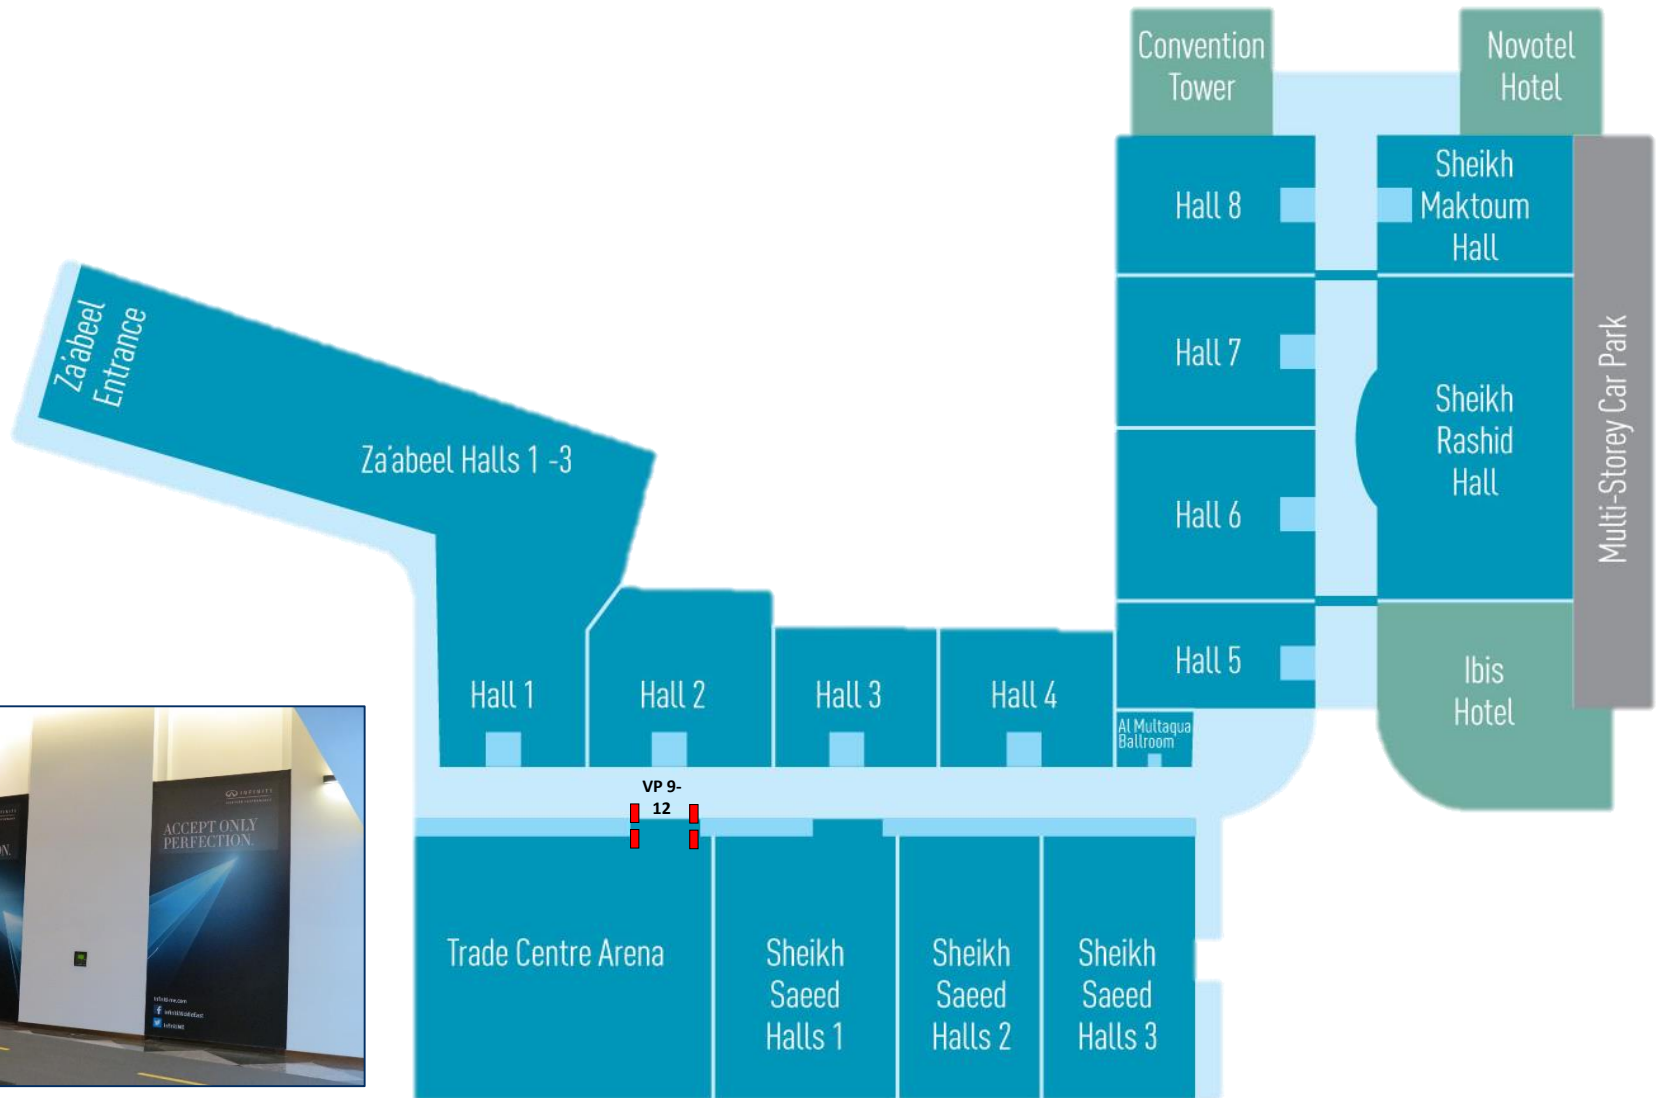 Convention
Tower
Novotel
Hotel
Hall 8
Sheikh
Maktoum
Hall
Hall 7
Sheikh
Rashid
Hall
Multi-Storey Car Park
Za'abeel
Entrance
Za'abeel Halls 1 -3
Hall 6
Hall 5
Ibis
Hotel
Hall 1
Hall 2
Hall 3
Hall 4
Al Multaqua
Ballroom
VP 9-
12
Trade Centre Arena
Sheikh
Saeed
Halls 1
Sheikh
Saeed
Halls 2
Sheikh
Saeed
Halls 3
INFINITI
ACCEPT ONLY
PERFECTION.
N.